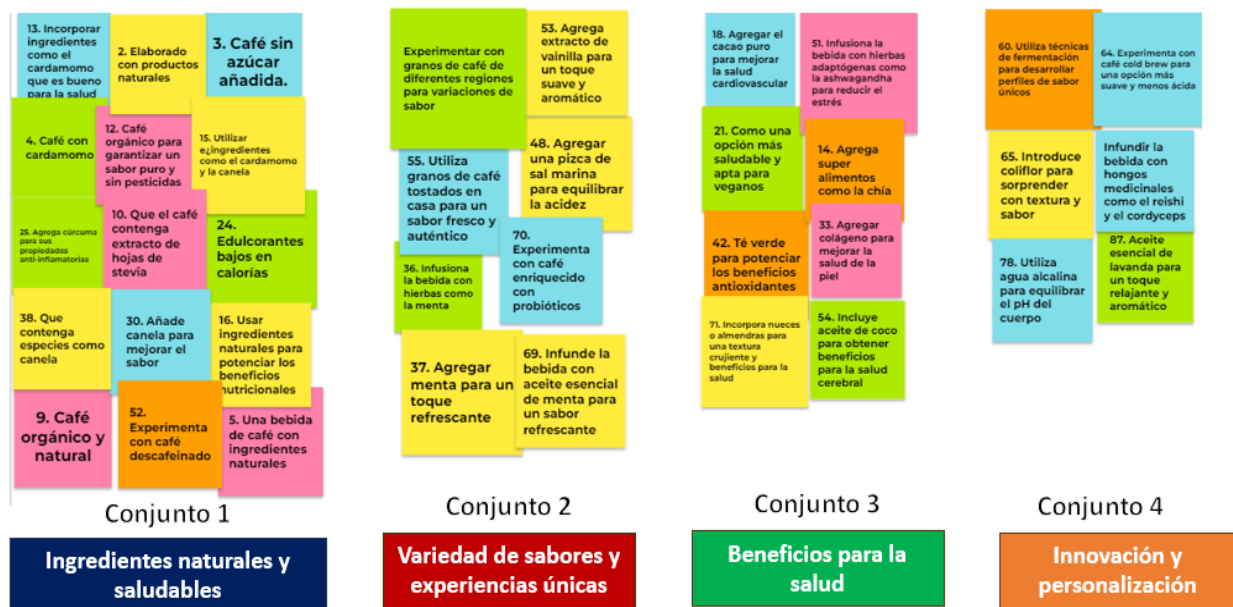 13. Incorporar
ingredientes
como el
cardamomo
que es bueno
para la salud
2. Elaborado
con productos
naturales
3. Café sin
azúcar
añadida.
4. Café con
cardamomo
12. Café
orgánico para
garantizar un
sabor puro y
sin pesticidas
15. Utilizar
e¿ingredientes
como el cardamomo
y la canela
25. Agrega cúrcuma
para sus
propiedades
anti-inflamatorias
10. Que el café
contenga
extracto de
hojas de
stevia
24.
Edulcorantes
bajos en
calorías
38. Que
contenga
especies como
canela
30. Añade
canela para
mejorar el
sabor
16. Usar
ingredientes
naturales para
potenciar los
beneficios
nutricionales
9. Café
orgánico y
natural
52.
Experimenta
con café
descafeinado
5. Una bebida
de café con
ingredientes
naturales
Conjunto 1
Ingredientes naturales y
saludables
Experimentar con
granos de café de
diferentes regiones
para variaciones de
sabor
53. Agrega
extracto de
vainilla para
un toque
suave y
aromático
55. Utiliza
granos de café
tostados en
casa para un
sabor fresco y
auténtico
48. Agregar
una pizca de
sal marina
para equilibrar
la acidez
36. Infusiona
la bebida con
hierbas como
la menta
70.
Experimenta
con café
enriquecido
con
probióticos
37. Agregar
menta para un
toque
refrescante
69. Infunde la
bebida con
aceite esencial
de menta para
un sabor
refrescante
Conjunto 2
Variedad de sabores y
experiencias únicas
18. Agregar el
cacao puro
para mejorar
la salud
cardiovascular
51. Infusiona la
bebida con hierbas
adaptógenas como
la ashwagandha
para reducir el
estrés
21. Como una
opción más
saludable y
apta para
veganos
14. Agrega
super
alimentos
como la chía
42. Té verde
para potenciar
los beneficios
antioxidantes
33. Agregar
colágeno para
mejorar la
salud de la
piel
71. Incorpora nueces
o almendras para
una textura
crujiente y
beneficios para la
salud
54. Incluye
aceite de coco
para obtener
beneficios
para la salud
cerebral
Conjunto 3
Beneficios para la
salud
60. Utiliza técnicas
de fermentación
para desarrollar
perfiles de sabor
únicos
64. Experimenta con
café cold brew para
una opción más
suave y menos ácida
65. Introduce
coliflor para
sorprender
con textura y
sabor
Infundir la
bebida con
hongos
medicinales
como el reishi
y el cordyceps
78. Utiliza
agua alcalina
para equilibrar
el pH del
cuerpo
87. Aceite
esencial de
lavanda para
un toque
relajante y
aromático
Conjunto 4
Innovación y
personalización